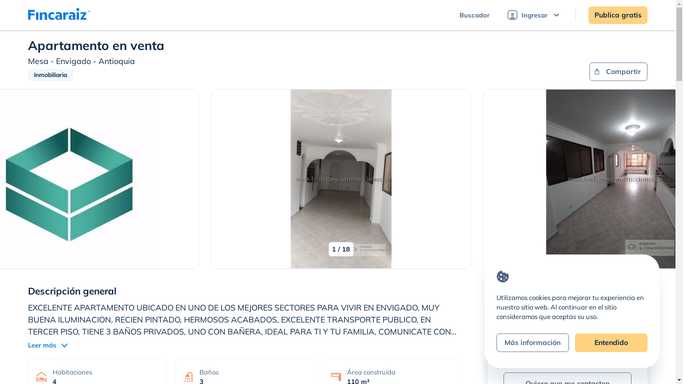 Fincaraiz
Buscador
Ingresar
Publica gratis
Apartamento en venta
Mesa - Envigado - Antioquia
Inmobiliaria
Compartir
1 / 18
Descripción general
EXCELENTE APARTAMENTO UBICADO EN UNO DE LOS MEJORES SECTORES PARA VIVIR EN ENVIGADO, MUY
BUENA ILUMINACION, RECIEN PINTADO, HERMOSOS ACABADOS, EXCELENTE TRANSPORTE PUBLICO, EN
TERCER PISO, TIENE 3 BAÑOS PRIVADOS, UNO CON BAÑERA, IDEAL PARA TI Y TU FAMILIA, COMUNICATE CON...
Leer más
Habitaciones
4
Baños
3
Área construida
110 m²
Utilizamos cookies para mejorar tu experiencia en
nuestro sitio web. Al continuar en el sitio
consideramos que aceptas su uso.
Más información
Entendido
Quiero que me contacten